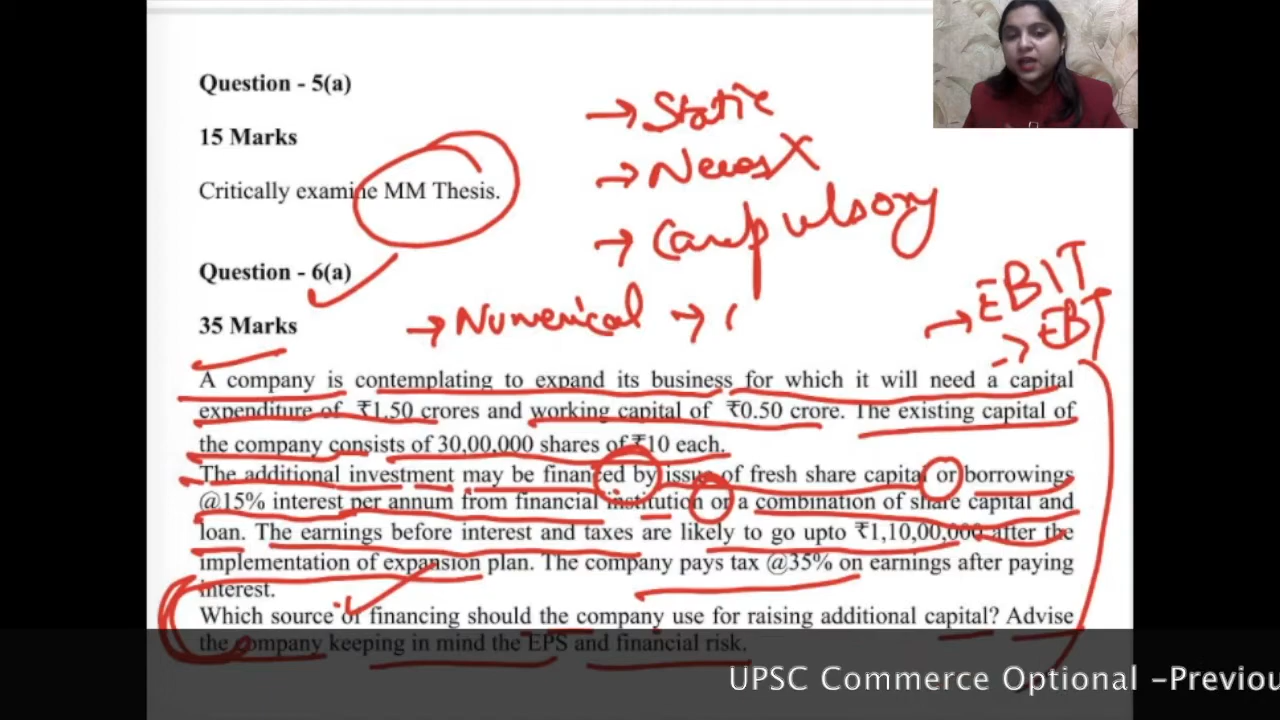 Question - 5(a)
→ Static
15 Marks
→ Necos X
Critically examine MM Thesis.
→ Compulsory
Question - 6(a)
→ EBIT
35 Marks
→ Numerical → (
→ EBT
A company is contemplating to expand its business for which it will need a capital
expenditure of ₹1.50 crores and working capital of ₹0.50 crore. The existing capital of
the company consists of 30,00,000 shares of ₹10 each.
The additional investment may be financed by issue of fresh share capital or borrowings
@15% interest per annum from financial institution or a combination of share capital and
loan. The earnings before interest and taxes are likely to go upto ₹1,10,00,000 after the
implementation of expansion plan. The company pays tax @35% on earnings after paying
interest.
Which source of financing should the company use for raising additional capital? Advise
the company keeping in mind the EPS and financial risk.
UPSC Commerce Optional –Previou